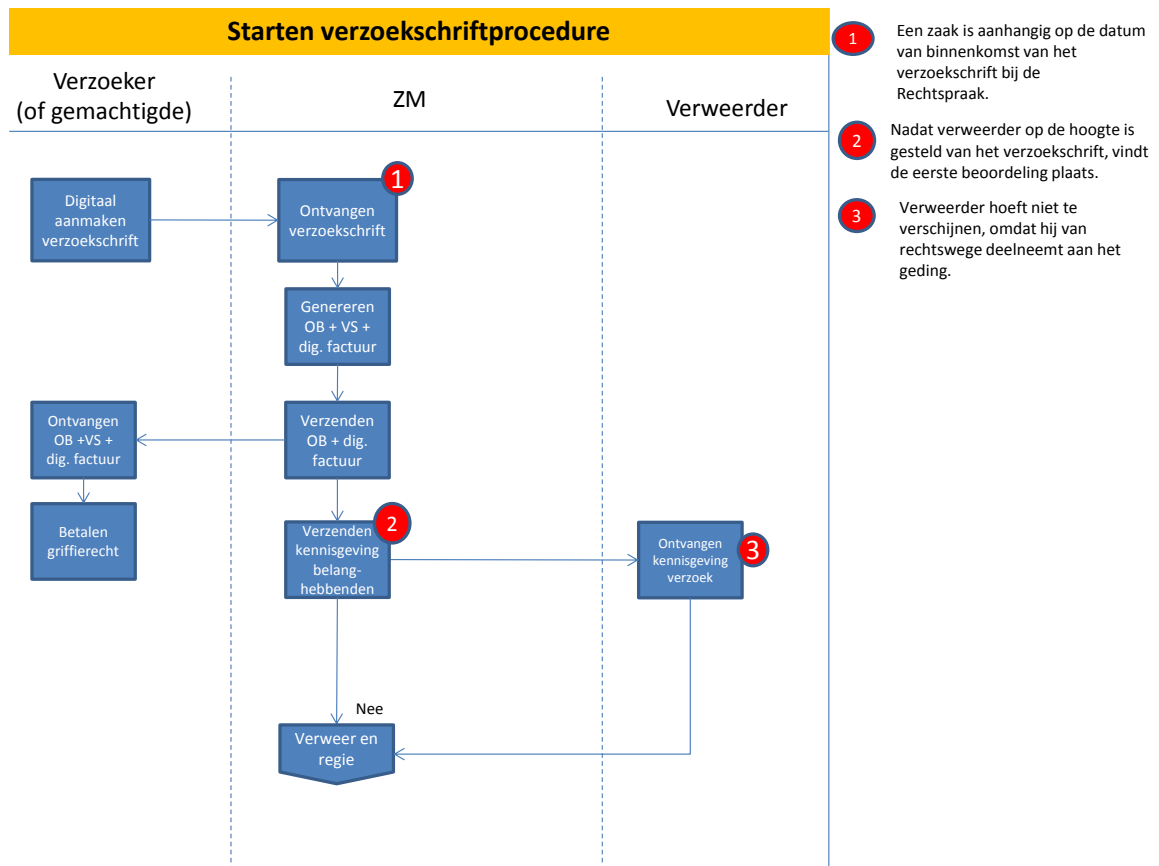 Starten verzoekschriftprocedure
Verzoeker
(of gemachtigde)
ZM
Verweerder
Digitaal
aanmaken
verzoekschrift
1
Ontvangen
verzoekschrift
Genereren
OB + VS +
dig. factuur
Ontvangen
OB +VS +
dig. factuur
Verzenden
OB + dig.
factuur
Betalen
griffierecht
2
Verzenden
kennisgeving
belang-
hebbenden
3
Ontvangen
kennisgeving
verzoek
Nee
Verweer en
regie
1
Een zaak is aanhangig op de datum
van binnenkomst van het
verzoekschrift bij de
Rechtspraak.
2
Nadat verweerder op de hoogte is
gesteld van het verzoekschrift, vindt
de eerste beoordeling plaats.
3
Verweerder hoeft niet te
verschijnen, omdat hij van
rechtswege deelneemt aan het
geding.